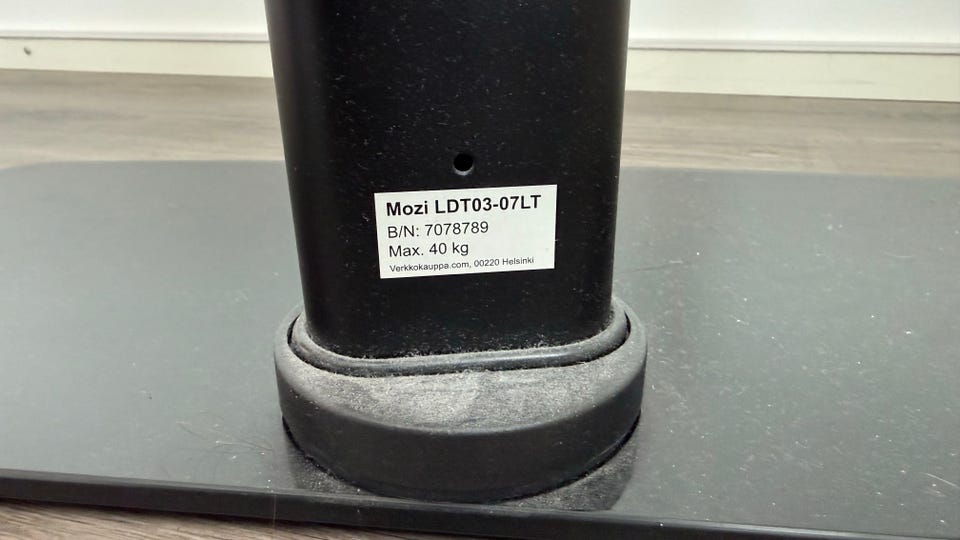 Mozi LDT03-07LT
B/N: 7078789
Max. 40 kg
Verkkokauppa.com, 00220 Helsinki